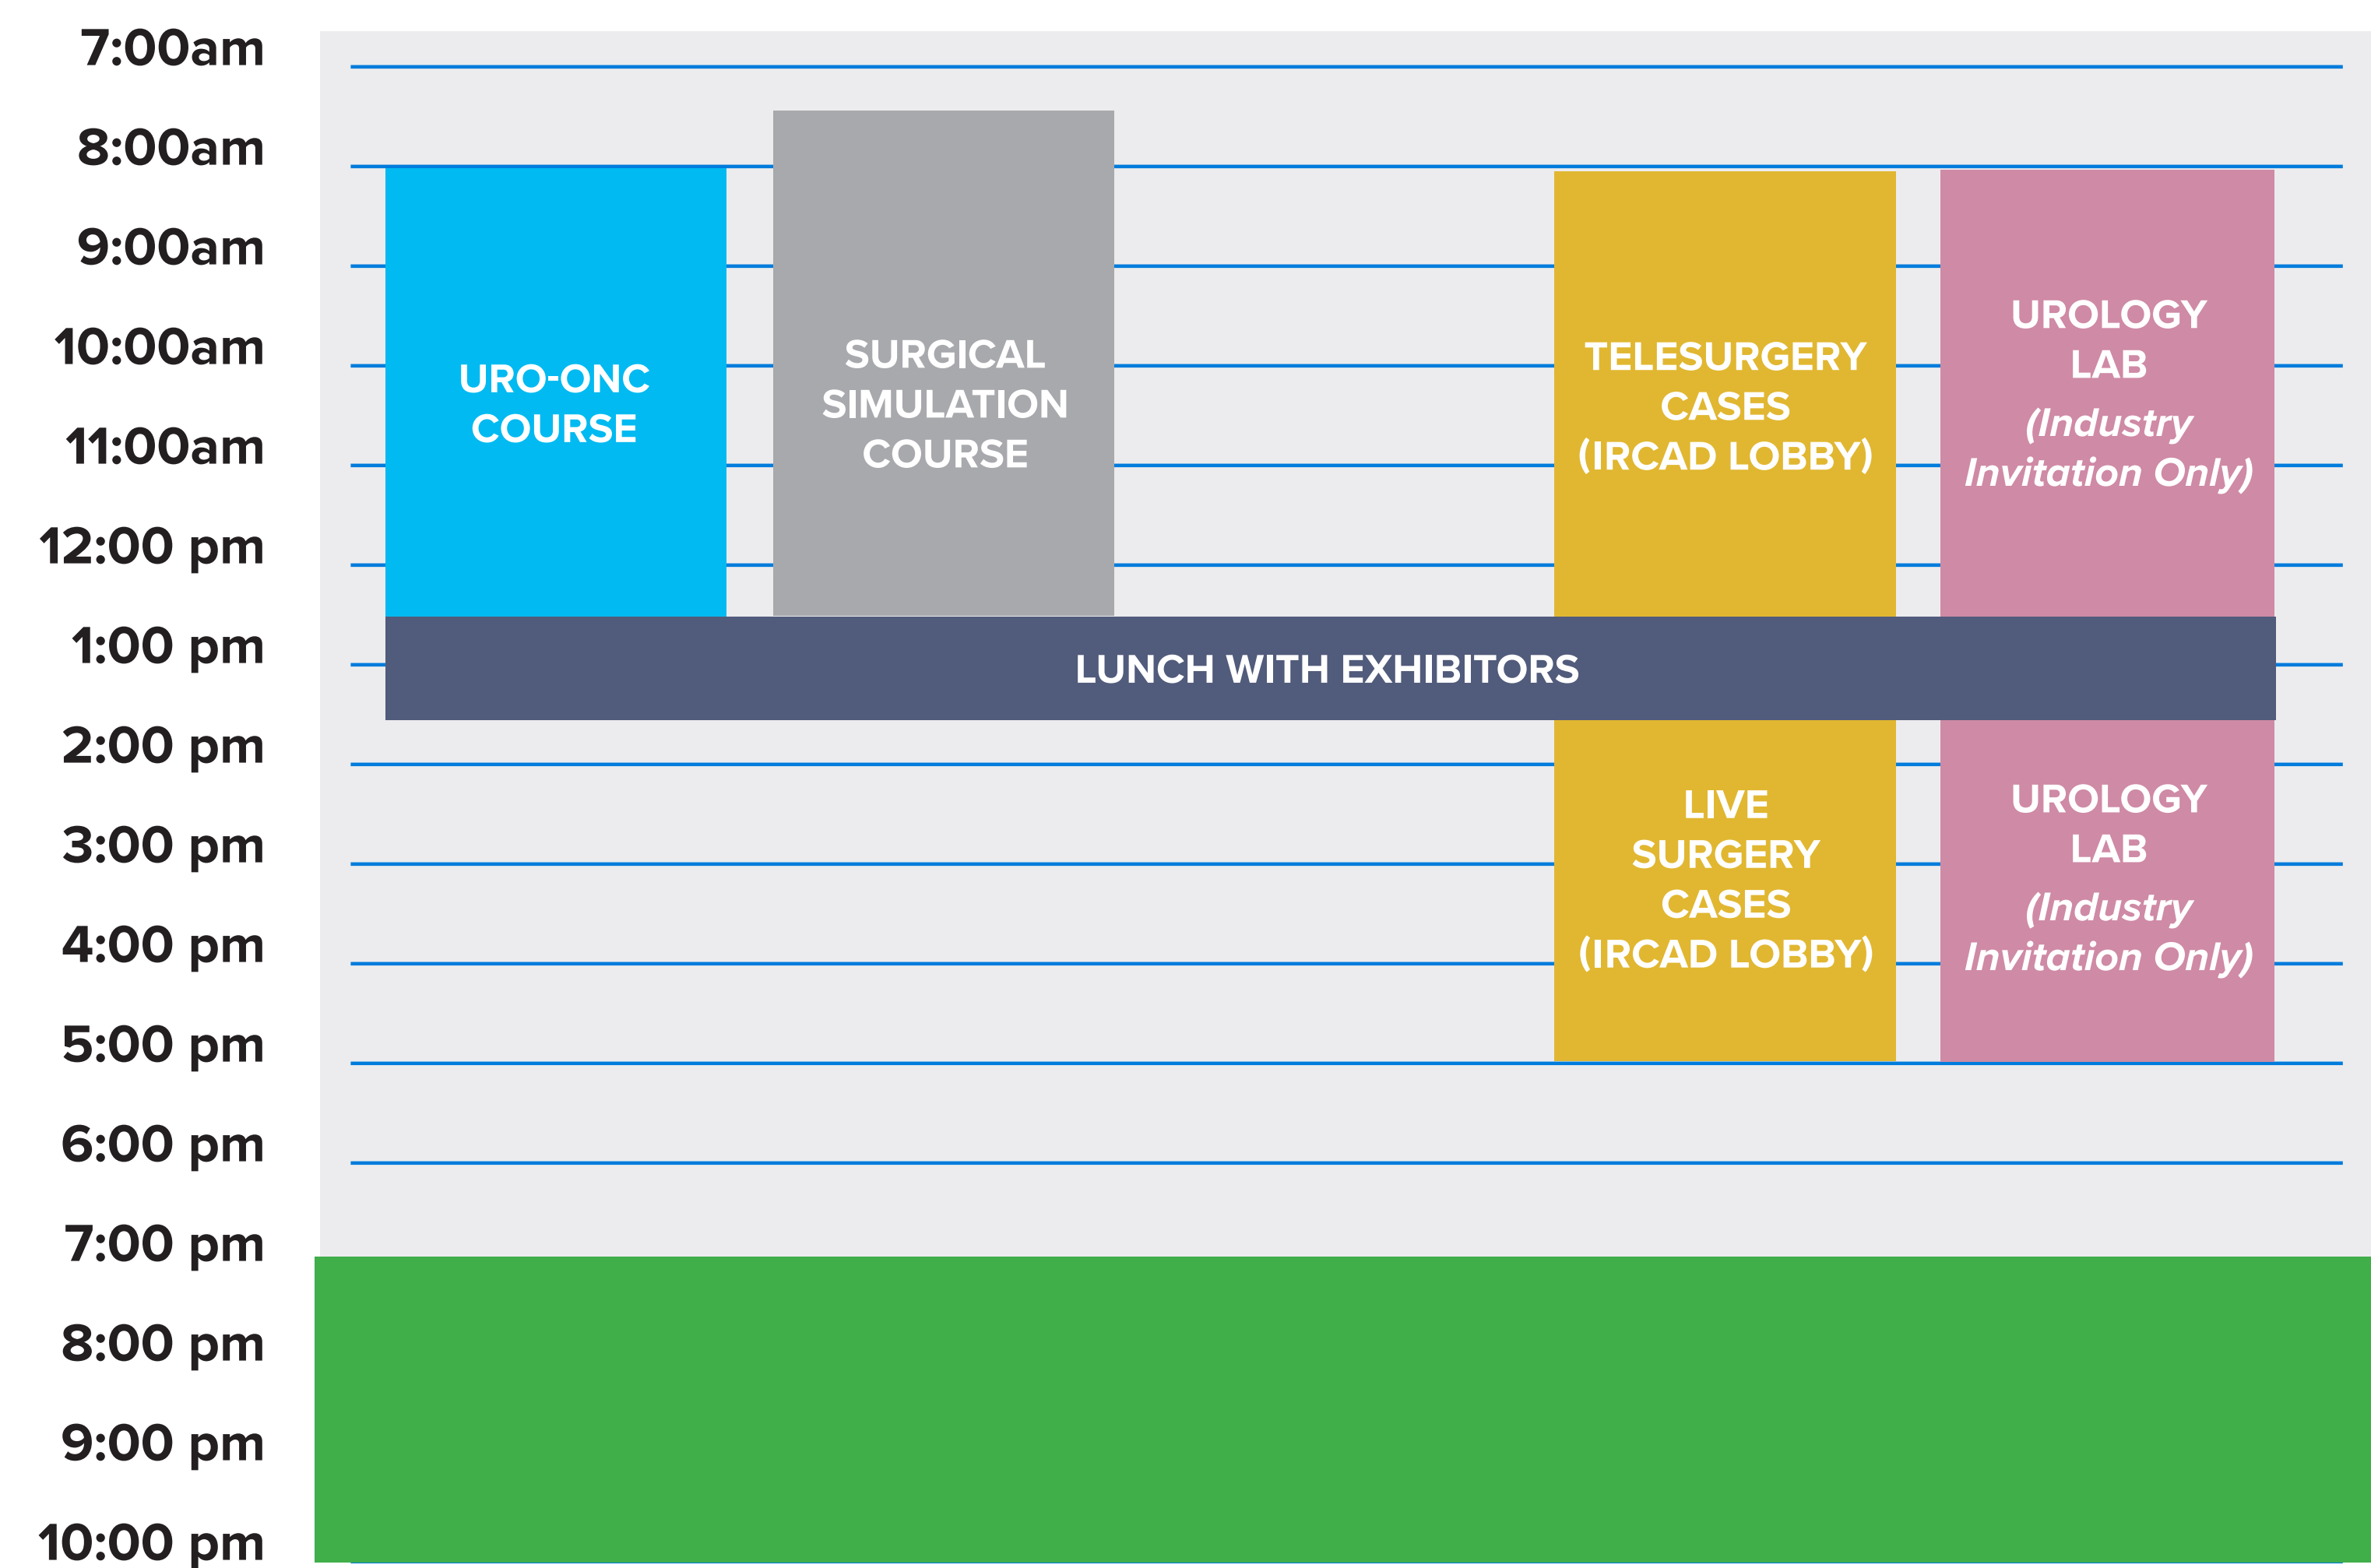 7:00am
8:00am
9:00am
10:00am
11:00am
12:00 pm
1:00 pm
2:00 pm
3:00 pm
4:00 pm
5:00 pm
6:00 pm
7:00 pm
8:00 pm
9:00 pm
10:00 pm
URO-ONC
COURSE
SURGICAL
SIMULATION
COURSE
TELESURGERY
CASES
(IRCAD LOBBY)
UROLOGY
LAB
(Industry
Invitation Only)
LUNCH WITH EXHIBITORS
LIVE
SURGERY
CASES
(IRCAD LOBBY)
UROLOGY
LAB
(Industry
Invitation Only)